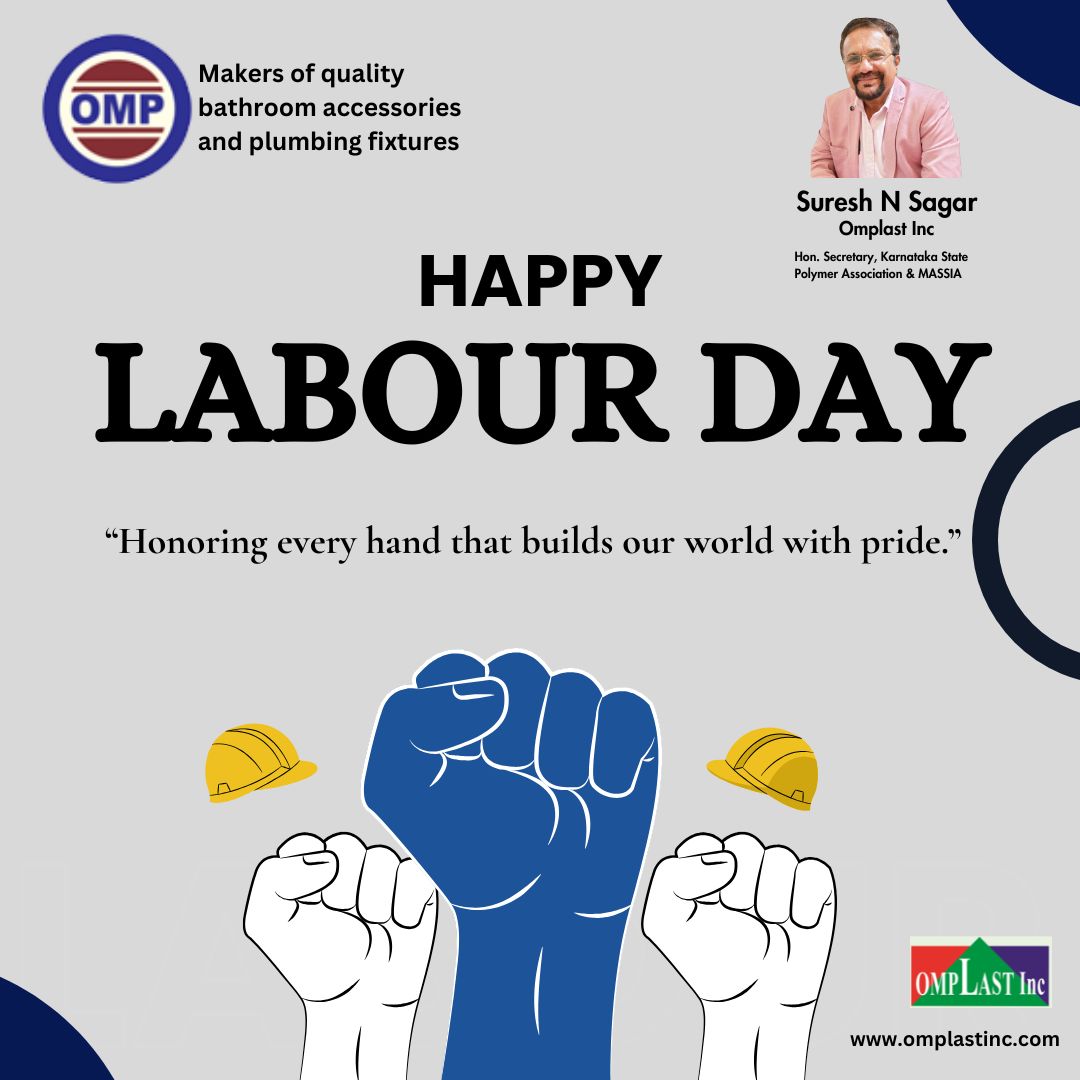 OMP
Makers of quality
bathroom accessories
and plumbing fixtures
Suresh N Sagar
Omplast Inc
Hon. Secretary, Karnataka State
Polymer Association & MASSIA
HAPPY
LABOUR DAY
“Honoring every hand that builds our world with pride.”
OMPLAST Inc
www.omplastinc.com